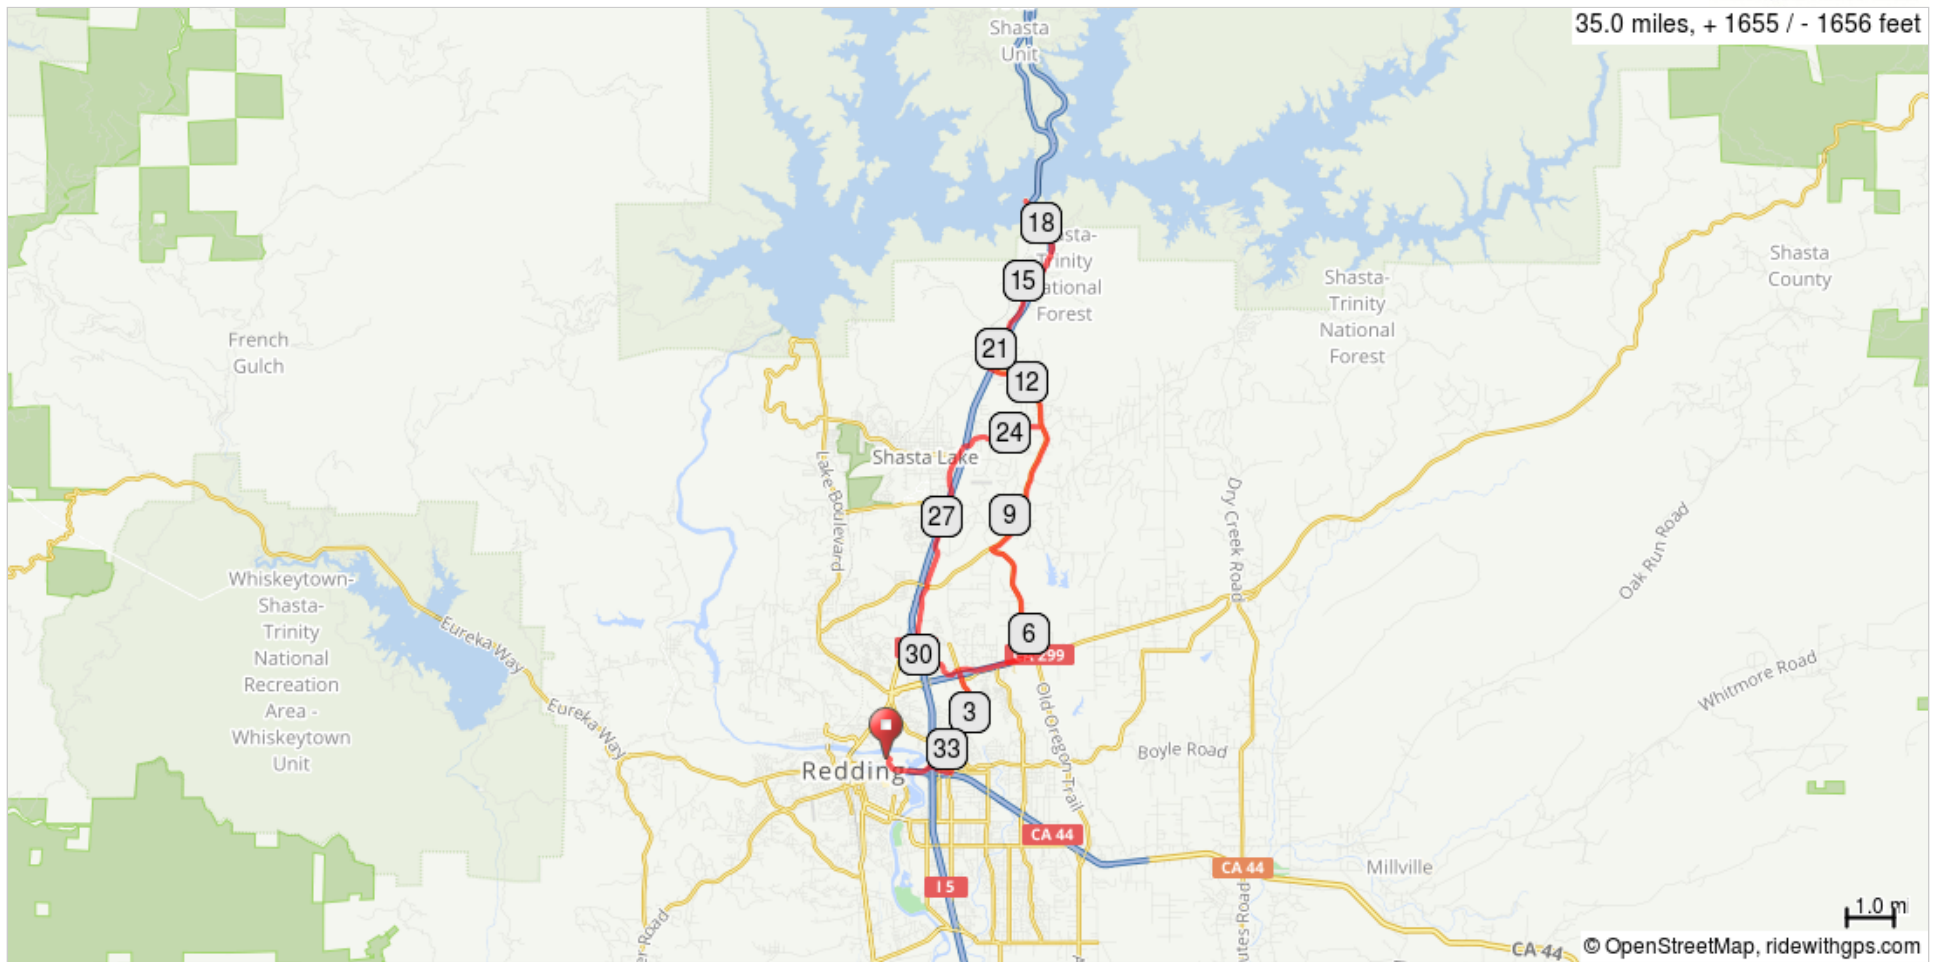 35.0 miles, + 1655 / - 1656 feet
Shasta
Unit
18
Trinity
15
Forest
Shasta
County
Shasta-
Trinity
National
Forest
French
Gulch
21
12
24
Shasta Lake
Lake Boulevard
27
9
Dry Creek Road
Oak Run Road
Whiskeytown-
Shasta-
Trinity
National
Recreation
Area -
Whiskeytown
Unit
Eureka Way
Eureka Way
6
299
30
Old Oregon Trail
Whitmore Road
3
33
Boyle Road
Redding
CA 44
CA 44
Millville
I 5
Road
CA 44
1.0 mi
© OpenStreetMap, ridewithgps.com